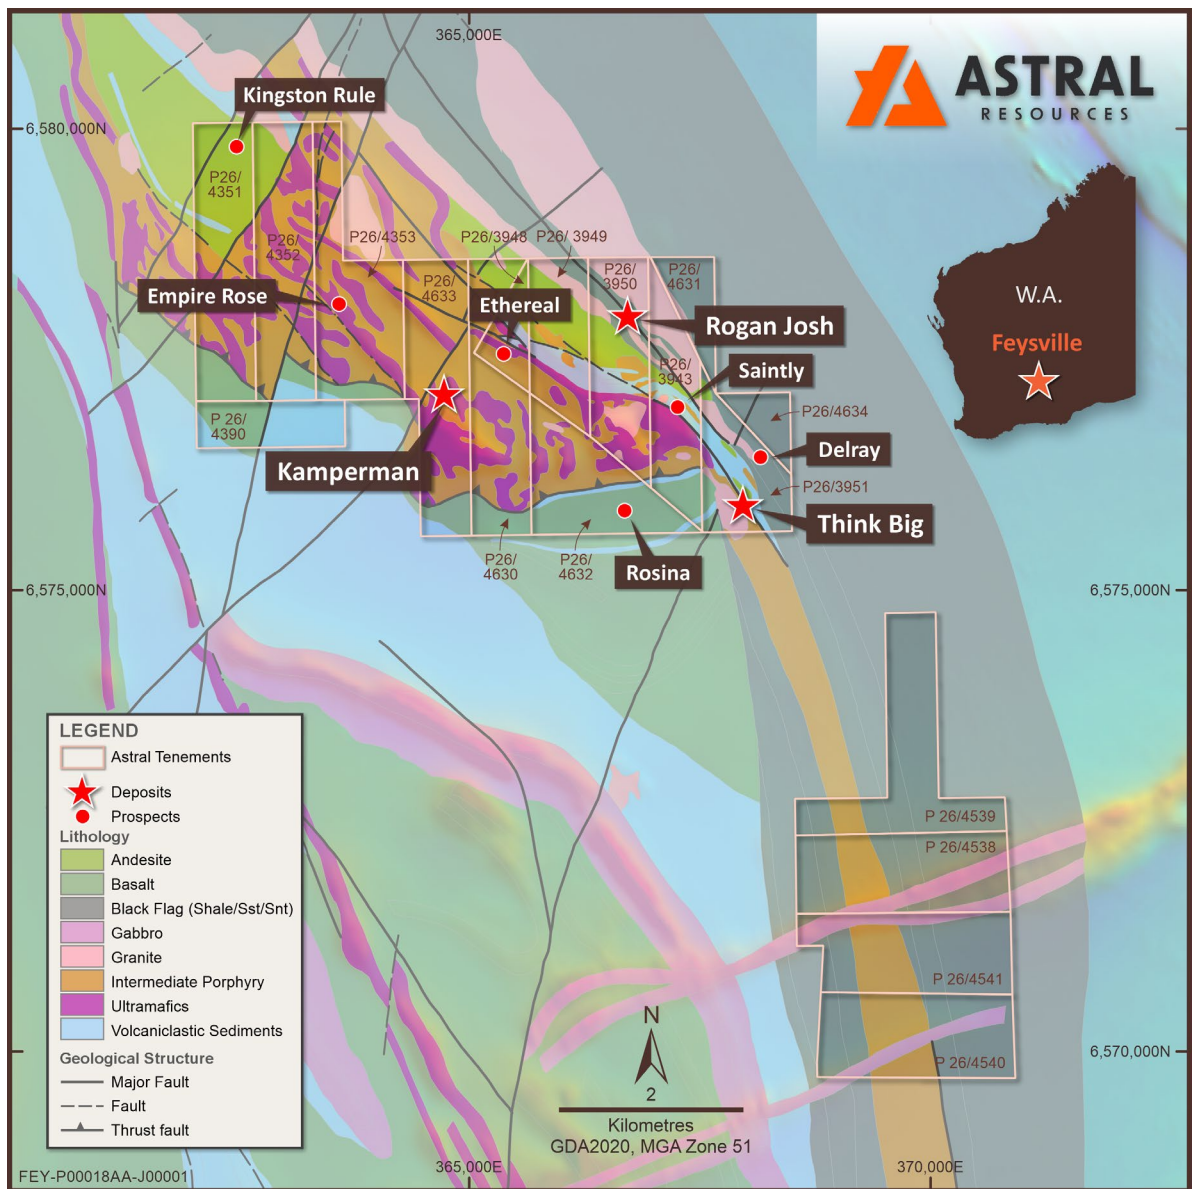 365,000E
ASTRAL
RESOURCES
Kingston Rule
6,580,000N
P26/
4351
P26/
4352
P26/4353
P26/3948
P26/ 3949
P26/
4633
P26/
3950
P26/
4631
Empire Rose
Ethereal
Rogan Josh
W.A.
Feysville
P26/
3943
Saintly
P26/4634
P 26/
4390
Kamperman
Delray
P26/3951
Think Big
P26/
4630
P26/
4632
Rosina
6,575,000N
6,575,000N
LEGEND
Astral Tenements
Deposits
Prospects
Lithology
Andesite
Basalt
Black Flag (Shale/Sst/Snt)
Gabbro
Granite
Intermediate Porphyry
Ultramafics
Volcaniclastic Sediments
Geological Structure
Major Fault
Fault
Thrust fault
P 26/4539
P 26/4538
P 26/4541
P 26/4540
6,570,000N
N
2
Kilometres
GDA2020, MGA Zone 51
365,000E
370,000E
FEY-P00018AA-J00001